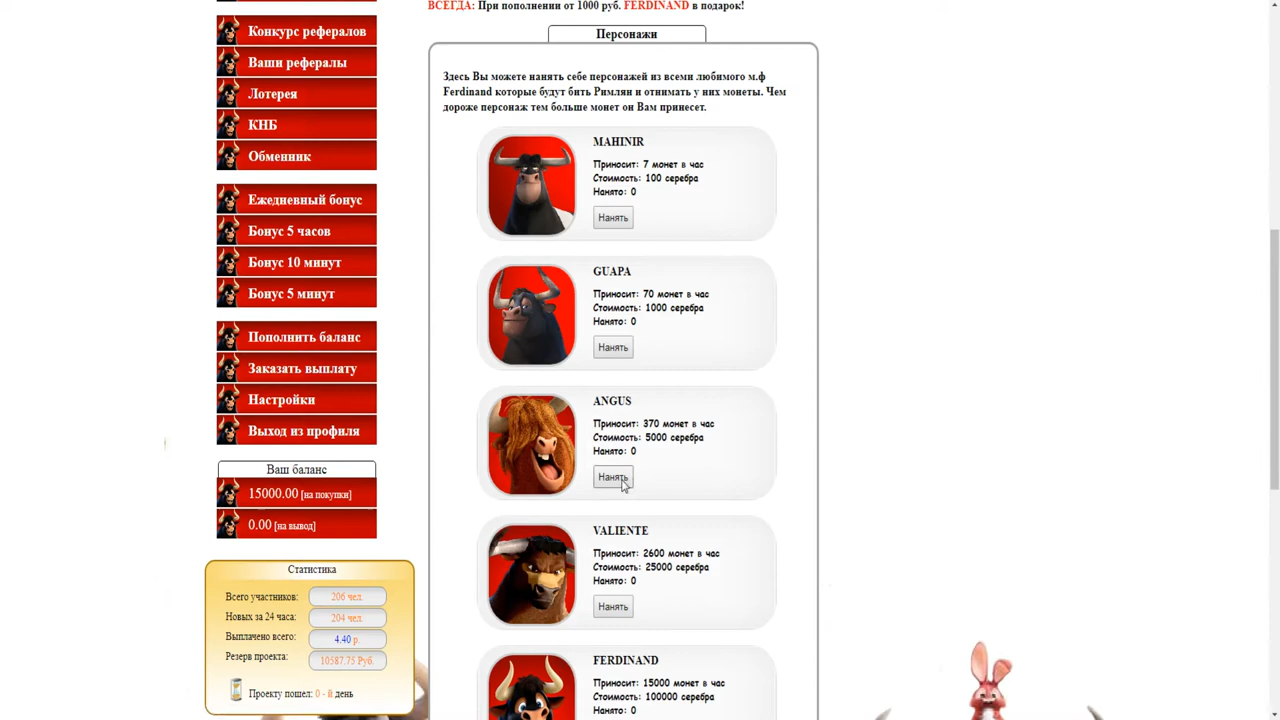 ВСЕГДА: При пополнении от 1000 руб. FERDINAND в подарок!
Конкурс рефералов
Ваши рефералы
Лотерея
КНБ
Обменник
Ежедневный бонус
Бонус 5 часов
Бонус 10 минут
Бонус 5 минут
Пополнить баланс
Заказать выплату
Настройки
Выход из профиля
Ваш баланс
15000.00 [на покупки]
0.00 [на вывод]
Статистика
Всего участников: 206 чел.
Новых за 24 часа: 204 чел.
Выплачено всего: 4.40 р.
Резерв проекта: 10587.75 Руб.
Проекту пошел: 0 - й день
Персонажи
Здесь Вы можете нанять себе персонажей из всеми любимого м.ф
Ferdinand которые будут бить Римлян и отнимать у них монеты. Чем
дороже персонаж тем больше монет он Вам принесет.
MAHINIR
Приносит: 7 монет в час
Стоимость: 100 серебра
Нанято: 0
Нанять
GUAPA
Приносит: 70 монет в час
Стоимость: 1000 серебра
Нанято: 0
Нанять
ANGUS
Приносит: 370 монет в час
Стоимость: 5000 серебра
Нанято: 0
Нанять
VALIENTE
Приносит: 2600 монет в час
Стоимость: 25000 серебра
Нанято: 0
Нанять
FERDINAND
Приносит: 15000 монет в час
Стоимость: 100000 серебра
Нанято: 0